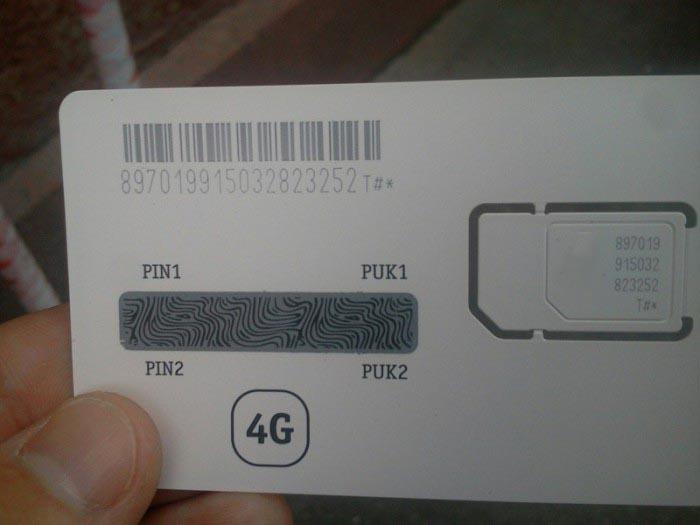 897019915032823252 T#*
897019
915032
823252
T#*
PIN1 PUK1
PIN2 PUK2
4G